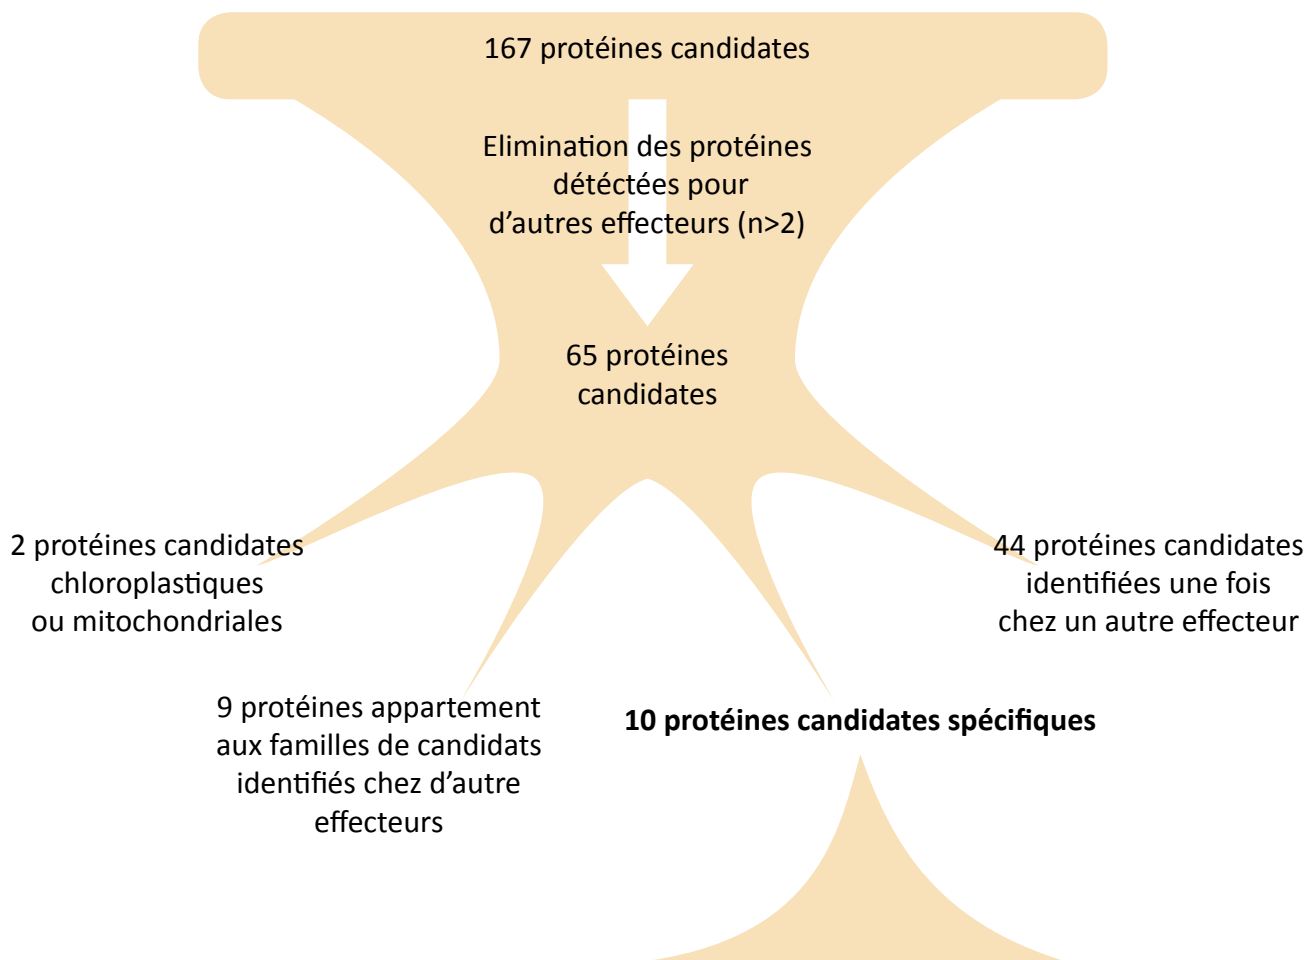 167 protéines candidates
Elimination des protéines
détéctées pour
d’autres effecteurs (n>2)
65 protéines
candidates
2 protéines candidates
chloroplastiques
ou mitochondriales
44 protéines candidates
identifiées une fois
chez un autre effecteur
9 protéines appartement
aux familles de candidats
identifiés chez d’autre
effecteurs
10 protéines candidates spécifiques